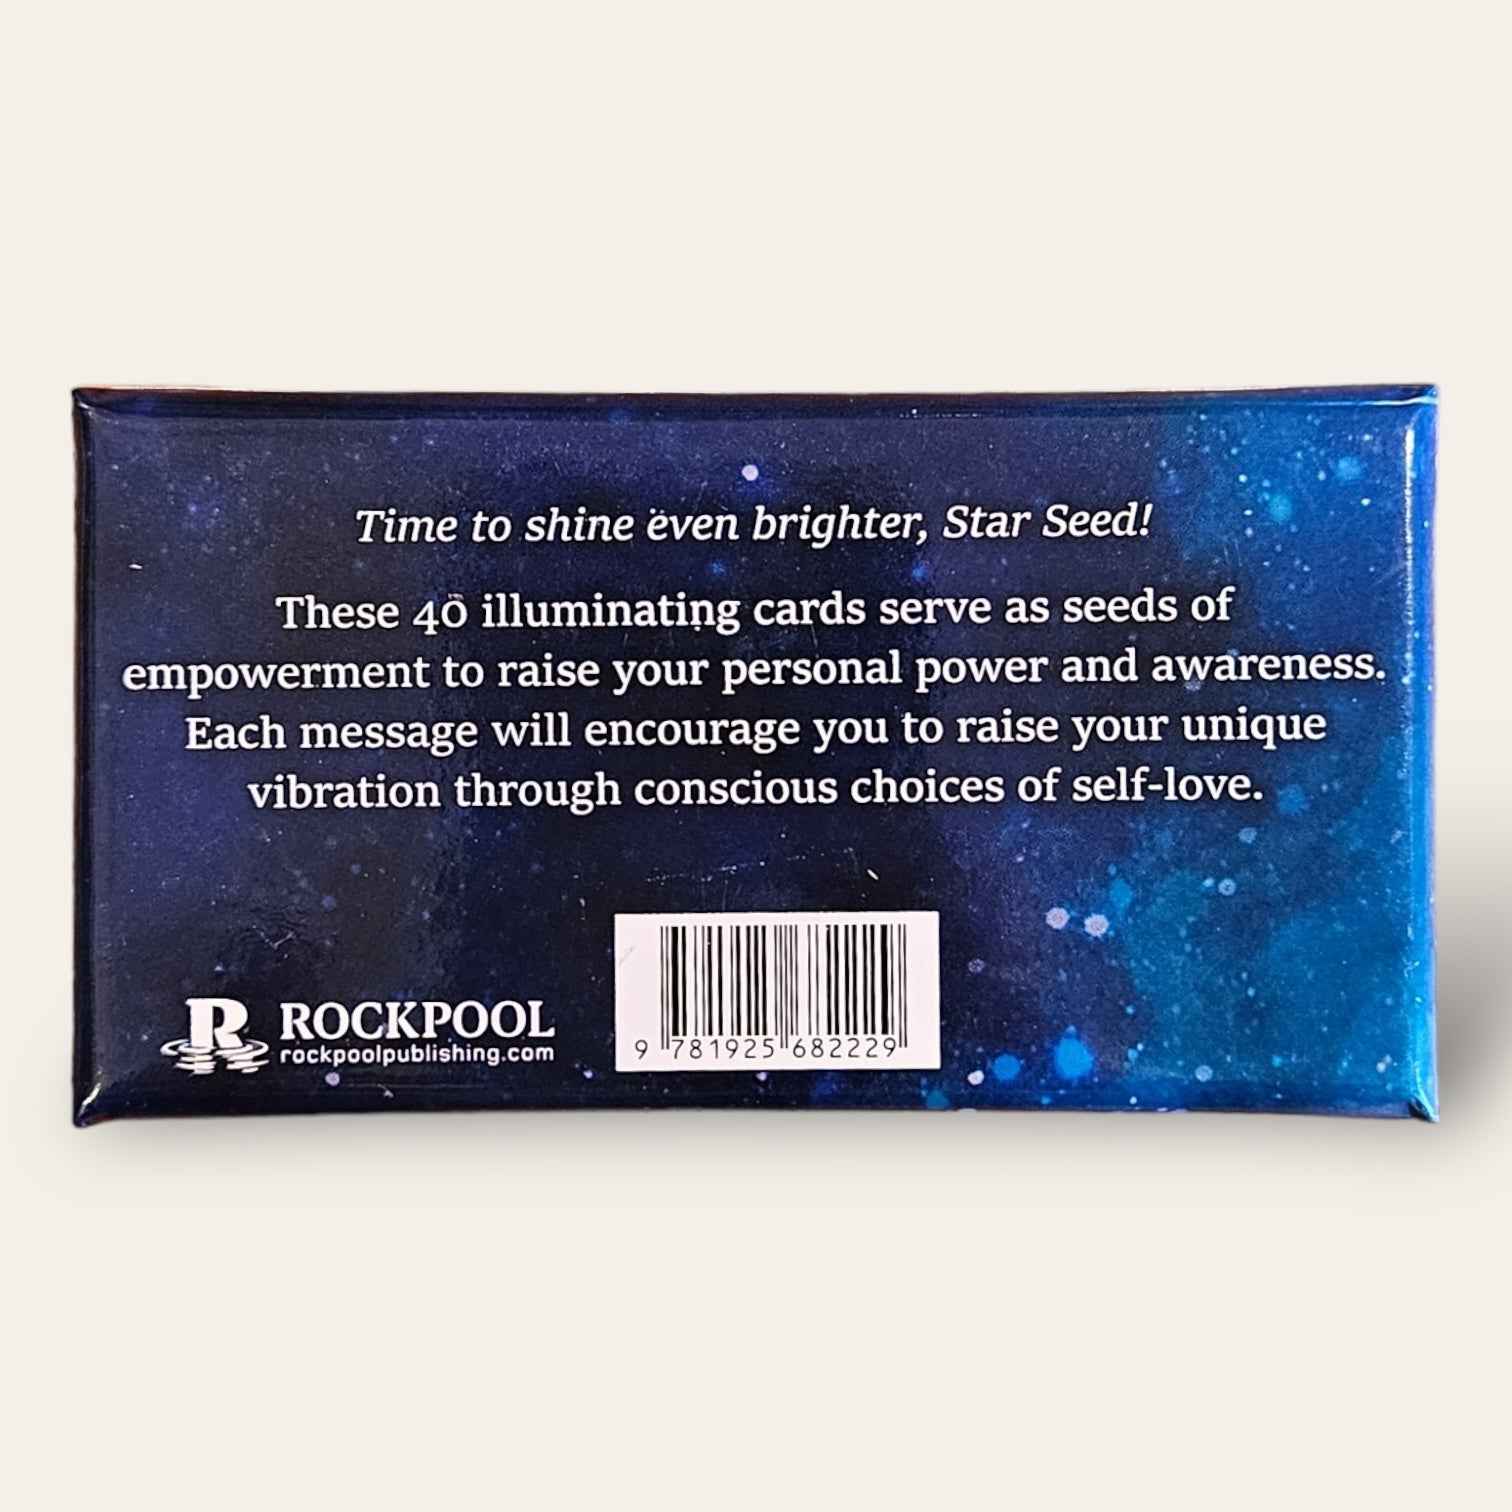 Time to shine even brighter, Star Seed!
These 40 illuminating cards serve as seeds of
empowerment to raise your personal power and awareness.
Each message will encourage you to raise your unique
vibration through conscious choices of self-love.
R ROCKPOOL
rockpoolpublishing.com
9 781925 682229